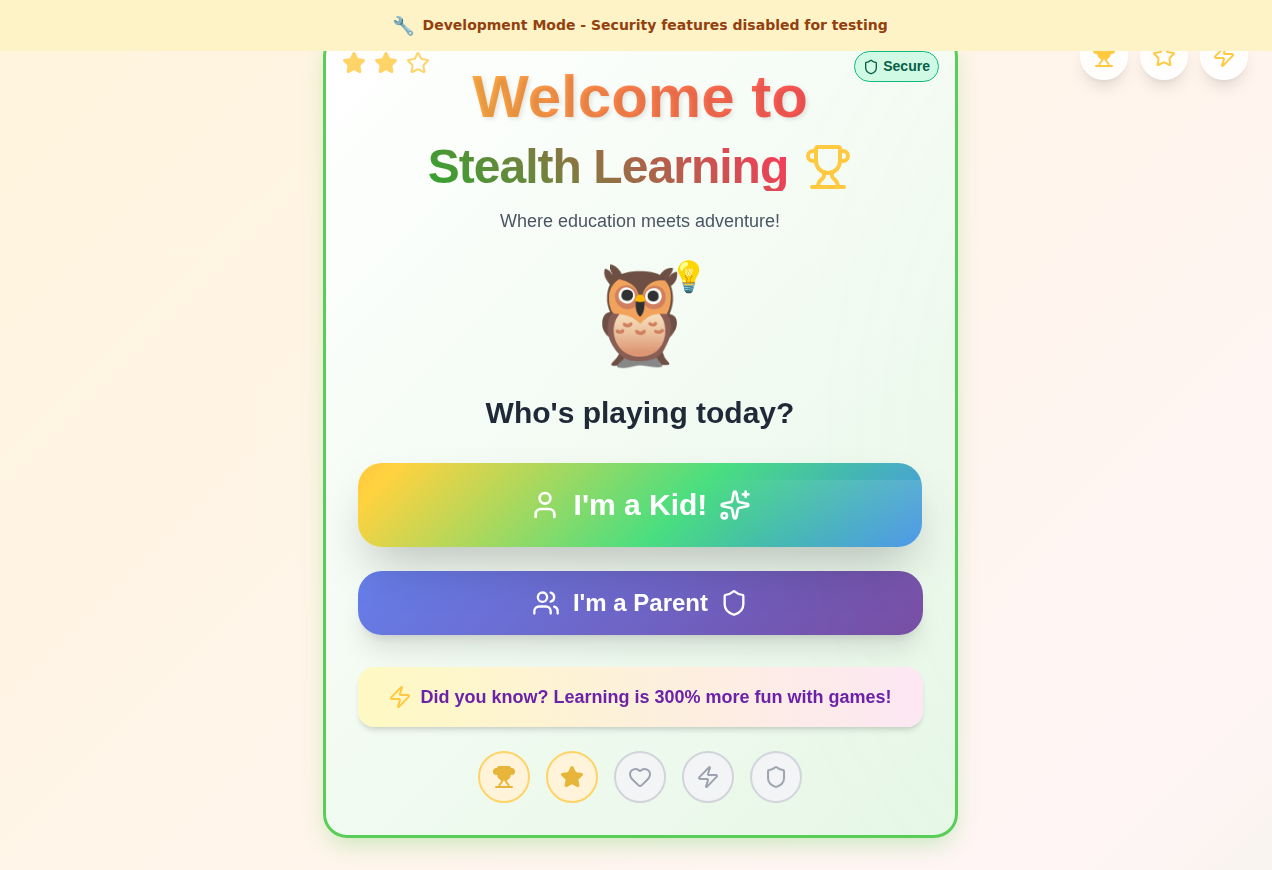 Development Mode - Security features disabled for testing
Secure
Welcome to
Stealth Learning
Where education meets adventure!
Who's playing today?
I'm a Kid!
I'm a Parent
Did you know? Learning is 300% more fun with games!